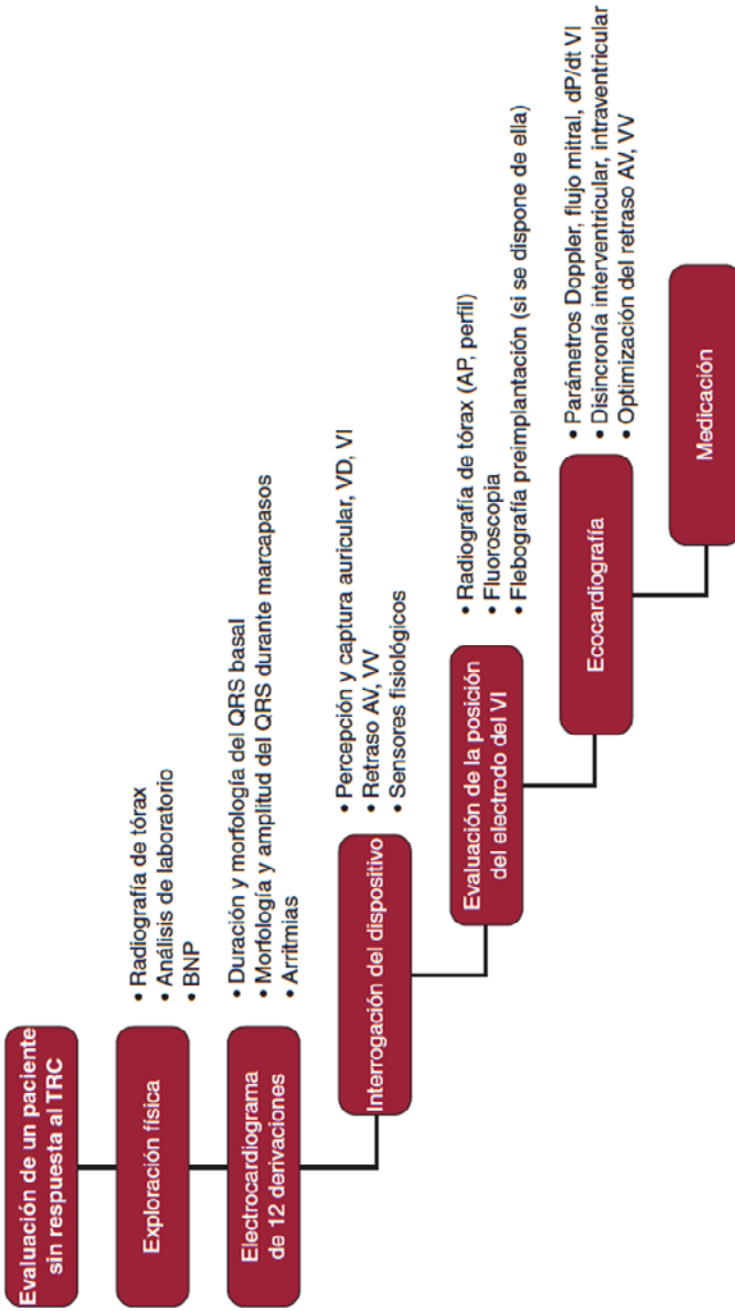 Evaluación de un paciente
sin respuesta al TRC
Exploración física
• Radiografía de tórax
• Análisis de laboratorio
• BNP
Electrocardiograma
de 12 derivaciones
• Duración y morfología del QRS basal
• Morfología y amplitud del QRS durante marcapasos
• Arritmias
Interrogación del dispositivo
• Percepción y captura auricular, VD, VI
• Retraso AV, VV
• Sensores fisiológicos
Evaluación de la posición
del electrodo del VI
• Radiografía de tórax (AP, perfil)
• Fluoroscopia
• Flebografía preimplantación (si se dispone de ella)
Ecocardiografía
• Parámetros Doppler, flujo mitral, dP/dt VI
• Disincronía interventricular, intraventricular
• Optimización del retraso AV, VV
Medicación